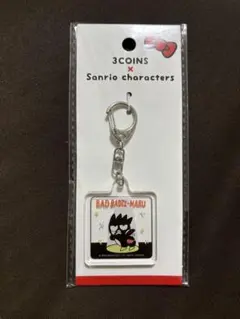 3COINS
×
Sanrio characters
BAD BADTZ-MARU